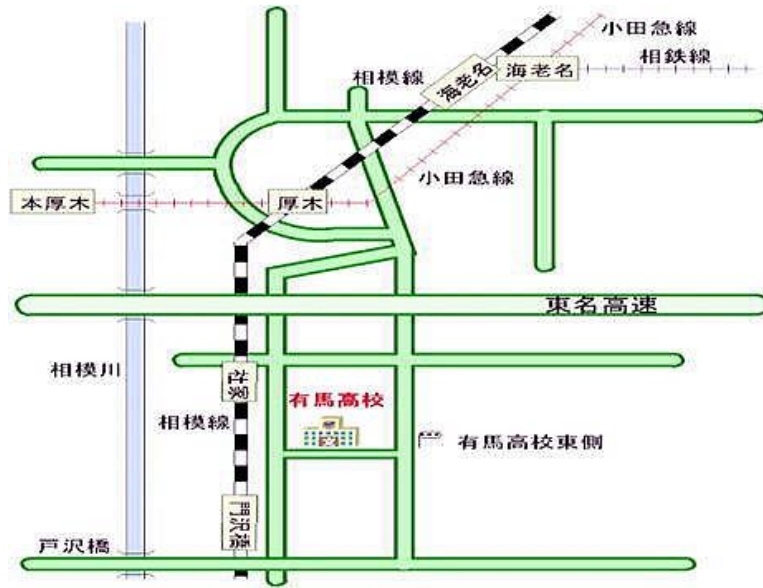 小田急線
相鉄線
海老名
海老名
相模線
小田急線
本厚木
厚木
東名高速
相模川
社家
有馬高校
相模線
有馬高校東側
門沢橋
戸沢橋